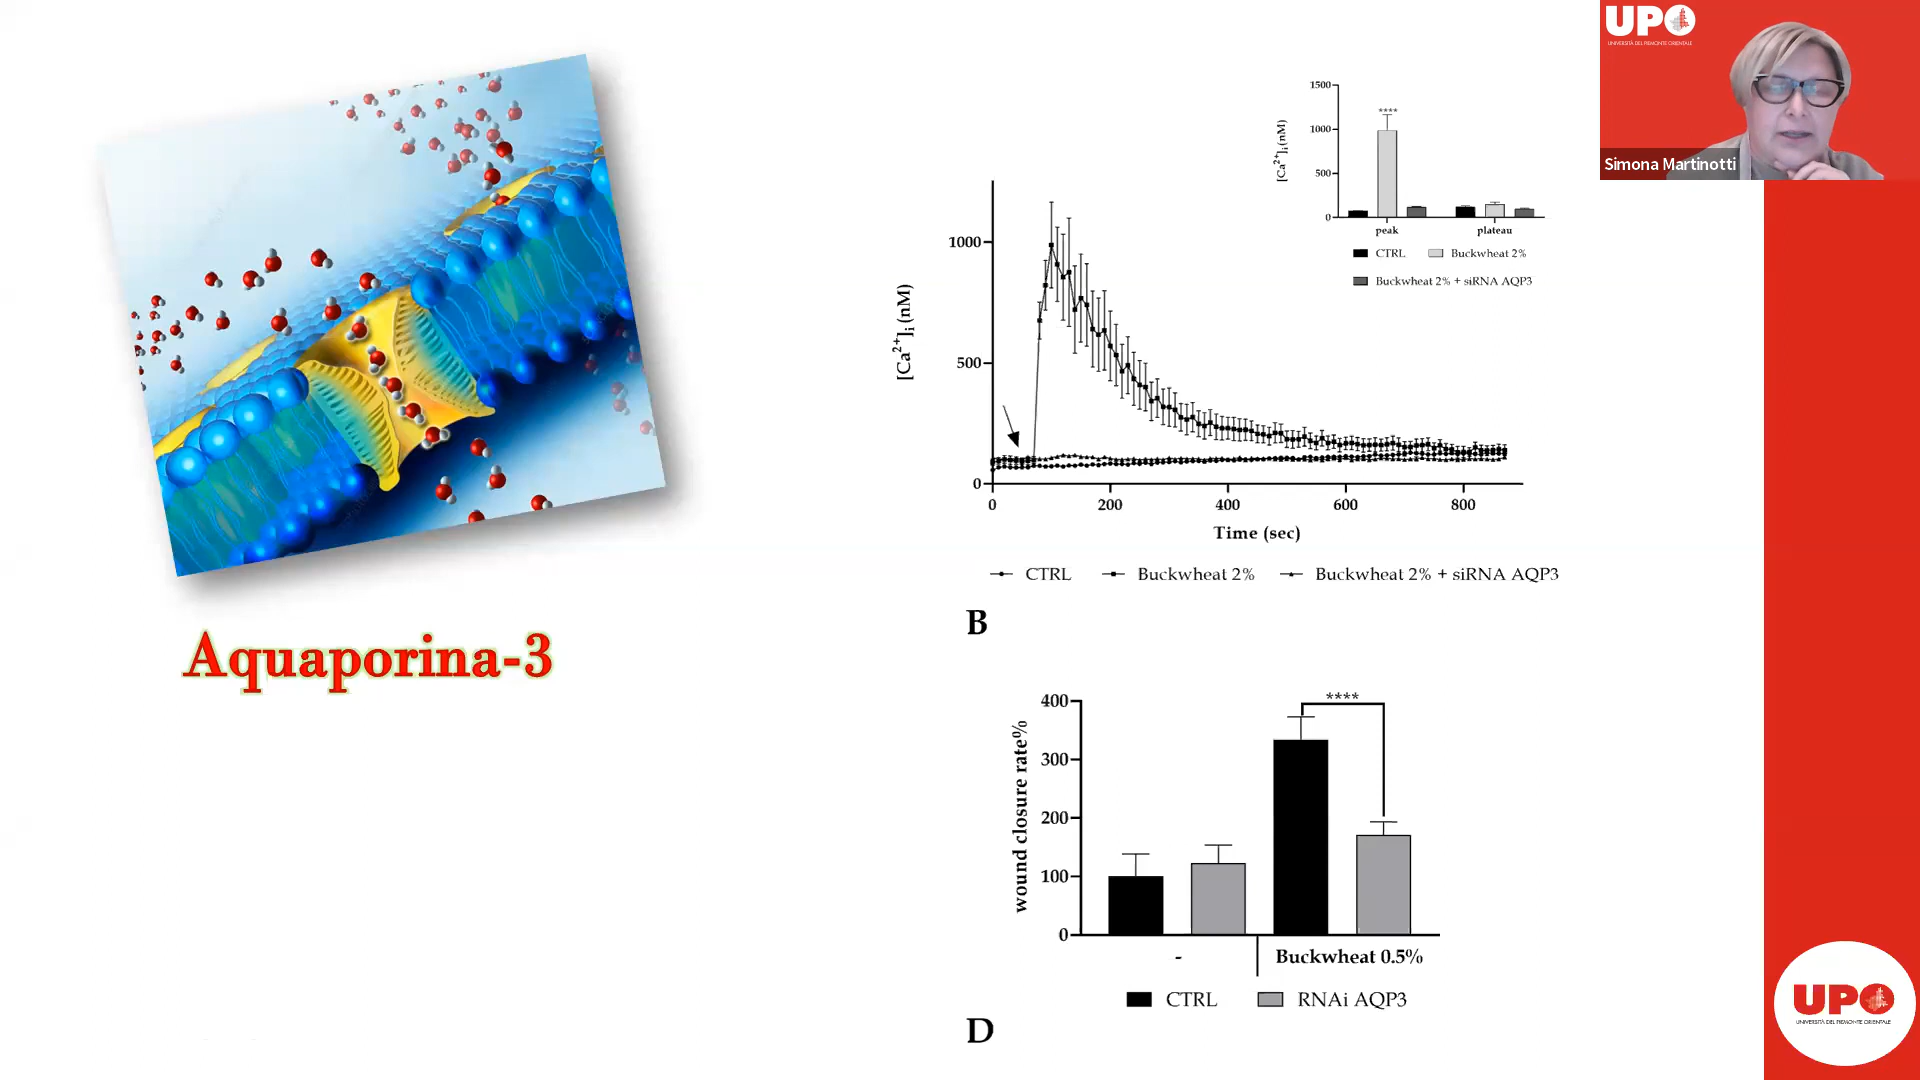 UPO
UNIVERSITÀ DEL PIEMONTE ORIENTALE
Simona Martinotti
1500
1000
500
0
[Ca2+]i (nM)
****
peak
plateau
CTRL
Buckwheat 2%
Buckwheat 2% + siRNA AQP3
1000
500
0
[Ca2+]i (nM)
0
200
400
600
800
Time (sec)
CTRL
Buckwheat 2%
Buckwheat 2% + siRNA AQP3
B
Aquaporina-3
400
300
200
100
0
wound closure rate%
****
-
Buckwheat 0.5%
CTRL
RNAi AQP3
D
UPO
UNIVERSITÀ DEL PIEMONTE ORIENTALE